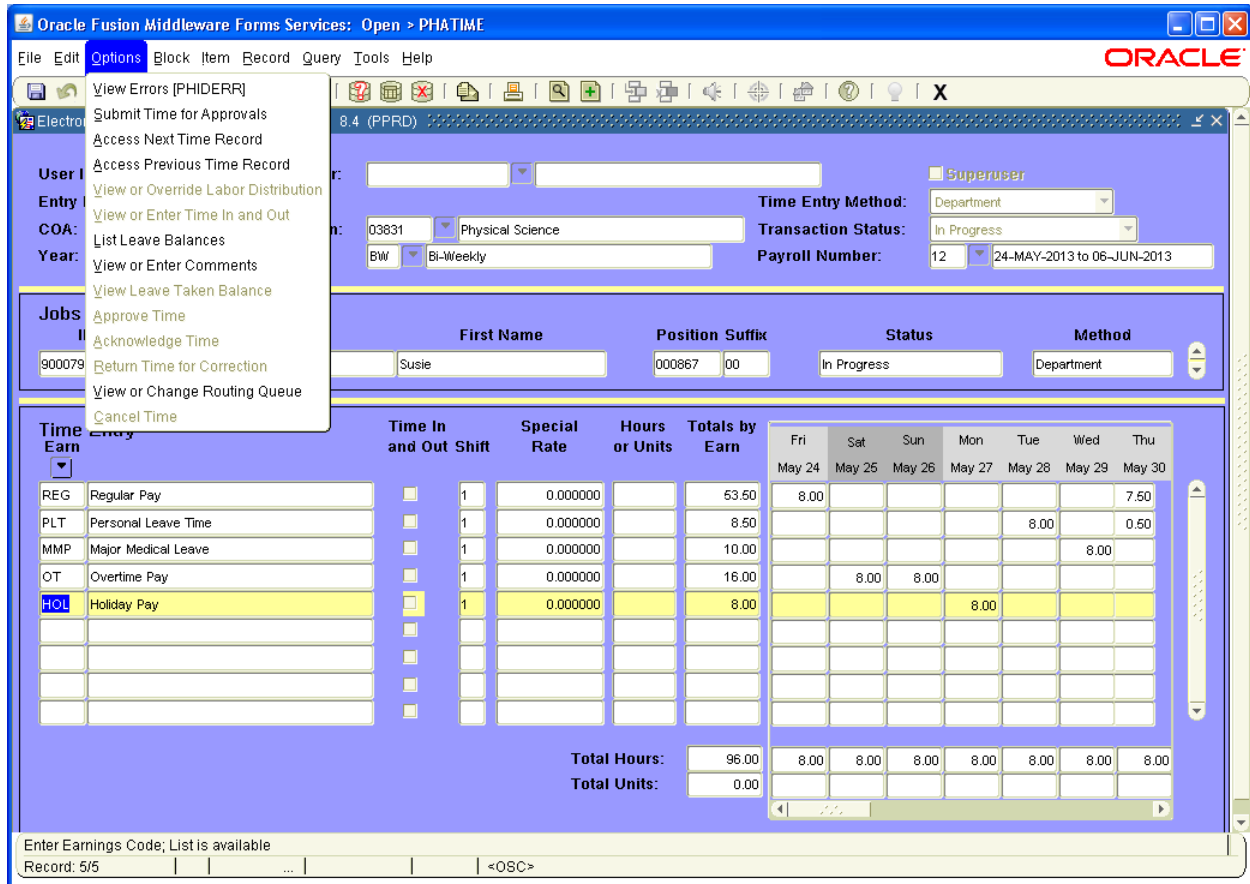 Oracle Fusion Middleware Forms Services: Open > PHATIME
File Edit Options Block Item Record Query Tools Help
ORACLE
View Errors [PHIDERR]
Submit Time for Approvals
Access Next Time Record
Access Previous Time Record
View or Override Labor Distribution
View or Enter Time In and Out
List Leave Balances
View or Enter Comments
View Leave Taken Balance
Approve Time
Acknowledge Time
Return Time for Correction
View or Change Routing Queue
Cancel Time
X
Electro 8.4 (PPRD)
User I r: Superuser
Entry Time Entry Method: Department
COA: n: 03831 Physical Science Transaction Status: In Progress
Year: BW Bi-Weekly Payroll Number: 12 24-MAY-2013 to 06-JUN-2013
Jobs
First Name Position Suffix Status Method
900079 Susie 000867 00 In Progress Department
Time Entry Time In Special Hours Totals by
Earn and Out Shift Rate or Units Earn
Fri Sat Sun Mon Tue Wed Thu
May 24 May 25 May 26 May 27 May 28 May 29 May 30
REG Regular Pay 1 0.000000 53.50 8.00 7.50
PLT Personal Leave Time 1 0.000000 8.50 8.00 0.50
MMP Major Medical Leave 1 0.000000 10.00 8.00
OT Overtime Pay 1 0.000000 16.00 8.00 8.00
HOL Holiday Pay 1 0.000000 8.00 8.00
Total Hours: 96.00 8.00 8.00 8.00 8.00 8.00 8.00 8.00
Total Units: 0.00
Enter Earnings Code; List is available
Record: 5/5 ... <OSC>